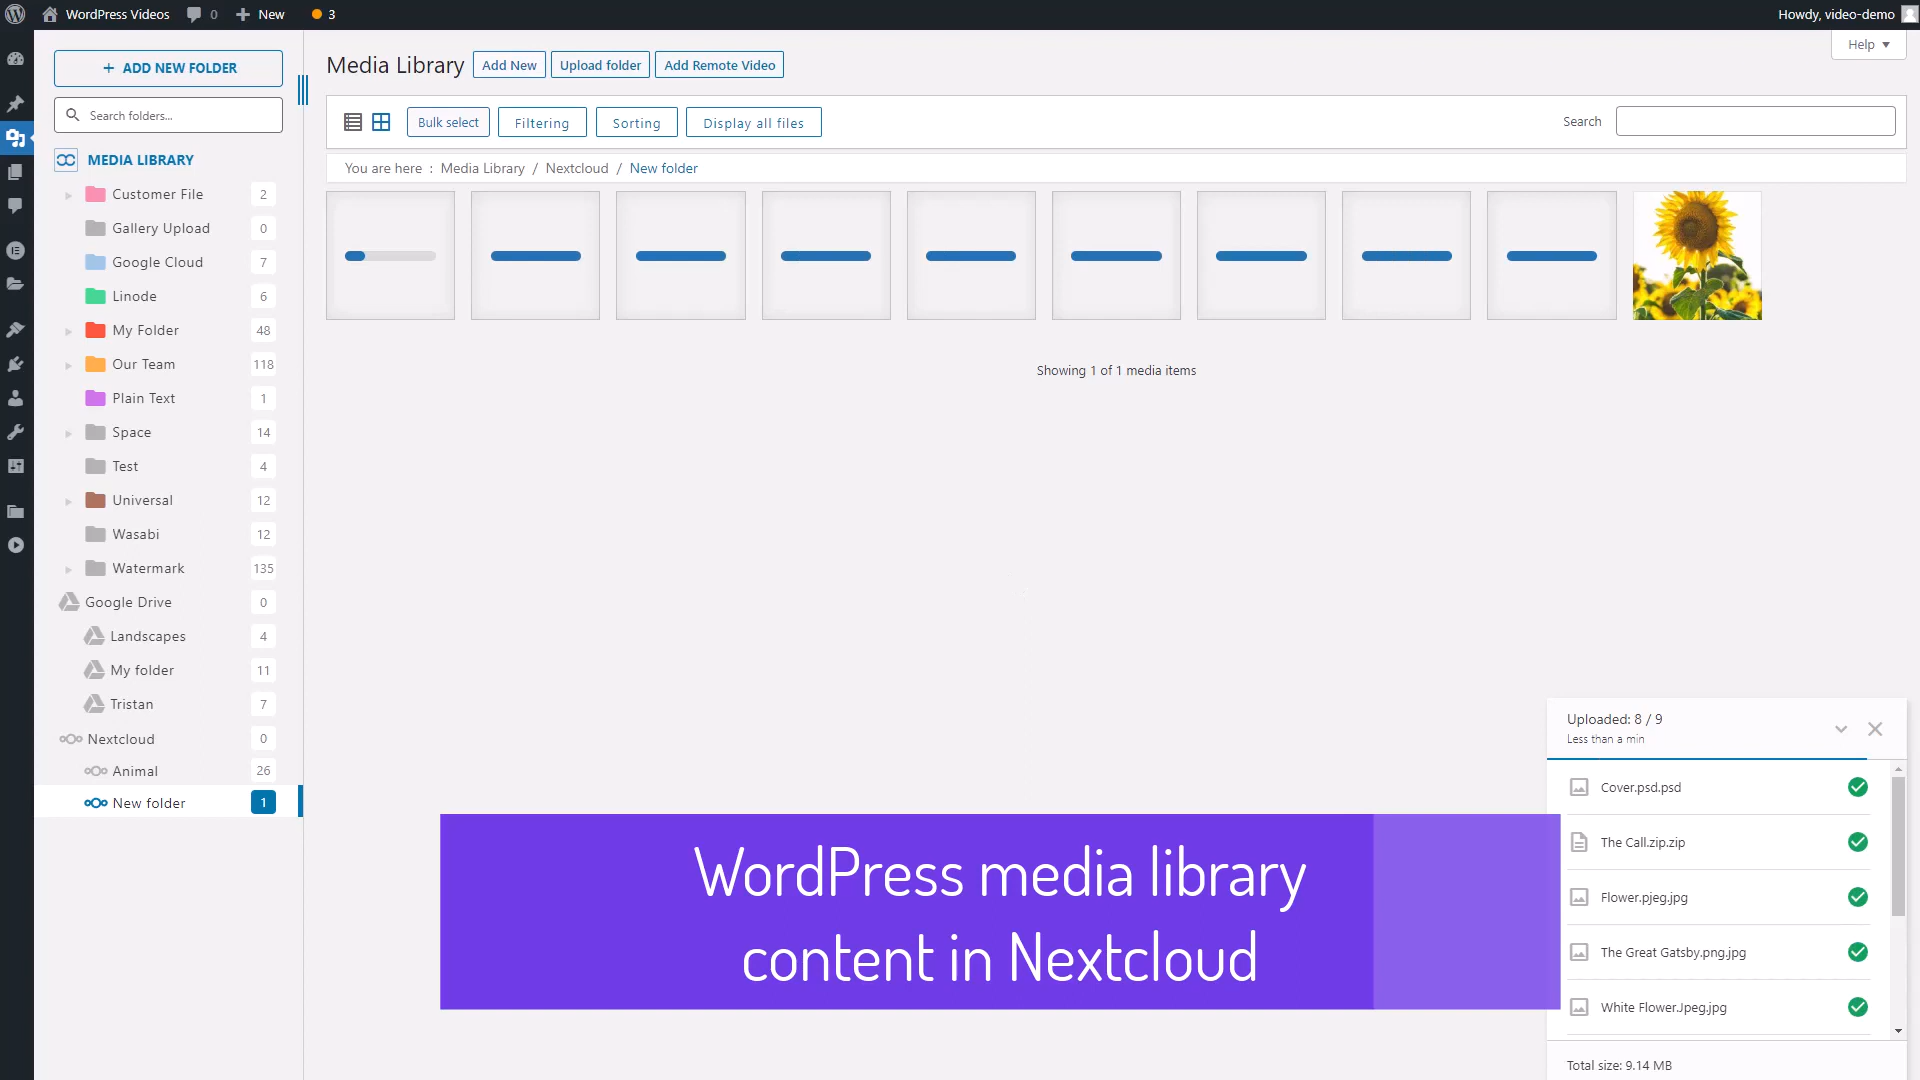 WordPress Videos
0
New
3
Howdy, video-demo
ADD NEW FOLDER
Search folders...
MEDIA LIBRARY
Customer File 2
Gallery Upload 0
Google Cloud 7
Linode 6
My Folder 48
Our Team 118
Plain Text 1
Space 14
Test 4
Universal 12
Wasabi 12
Watermark 135
Google Drive 0
Landscapes 4
My folder 11
Tristan 7
Nextcloud 0
Animal 26
New folder 1
Media Library
Add New
Upload folder
Add Remote Video
Help
Bulk select
Filtering
Sorting
Display all files
Search
You are here : Media Library / Nextcloud / New folder
Showing 1 of 1 media items
WordPress media library
content in Nextcloud
Uploaded: 8 / 9
Less than a min
Cover.psd.psd
The Call.zip.zip
Flower.pjeg.jpg
The Great Gatsby.png.jpg
White Flower.Jpeg.jpg
Total size: 9.14 MB